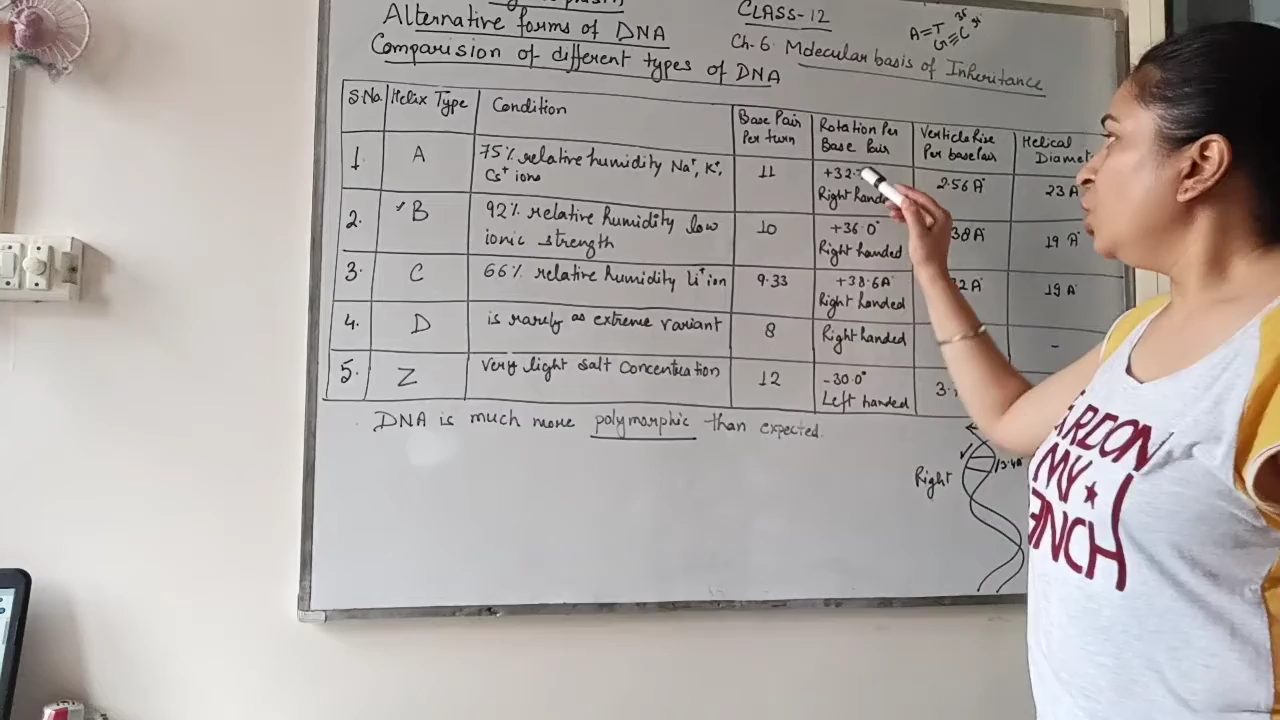 Alternative forms of DNA
Comparision of different types of DNA
CLASS-12
Ch-6 Molecular basis of Inheritance
A=T
G≡C
S.No. Helix Type Condition Base Pair Per turn Rotation Per Base Pair Verticle Rise Per base Pair Helical
1. A 75% relative humidity Na⁺, K⁺, Cs⁺ ions 11 Right 2.56 A° 23 A
2. B 92% relative humidity low ionic strength 10 +36.0° Right handed 38A° 19 A°
3. C 66% relative humidity Li⁺ ion 9.33 +38.6A° Right handed 19 A°
4. D is rarely as extreme variant 8 Right handed -
5. Z very light salt concentration 12 -30.0° Left handed
DNA is much more polymorphic than expected.
Right
MY